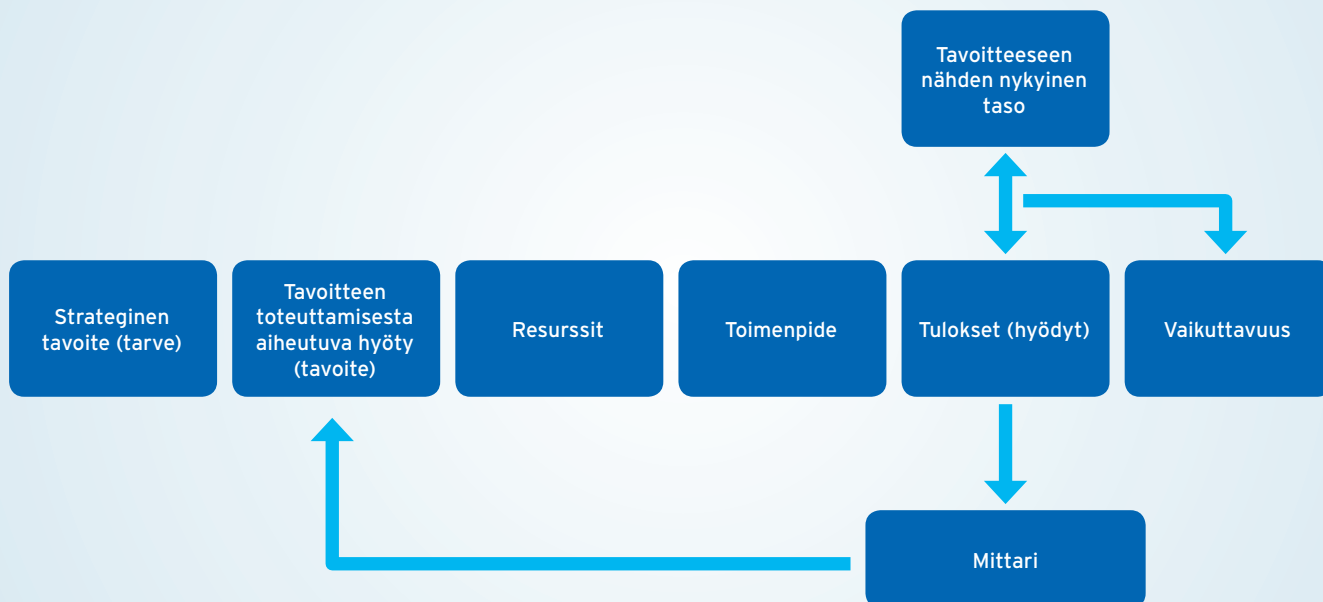 Tavoitteeseen
nähden nykyinen
taso
Strateginen
tavoite (tarve)
Tavoitteen
toteuttamisesta
aiheutuva hyöty
(tavoite)
Resurssit
Toimenpide
Tulokset (hyödyt)
Vaikuttavuus
Mittari